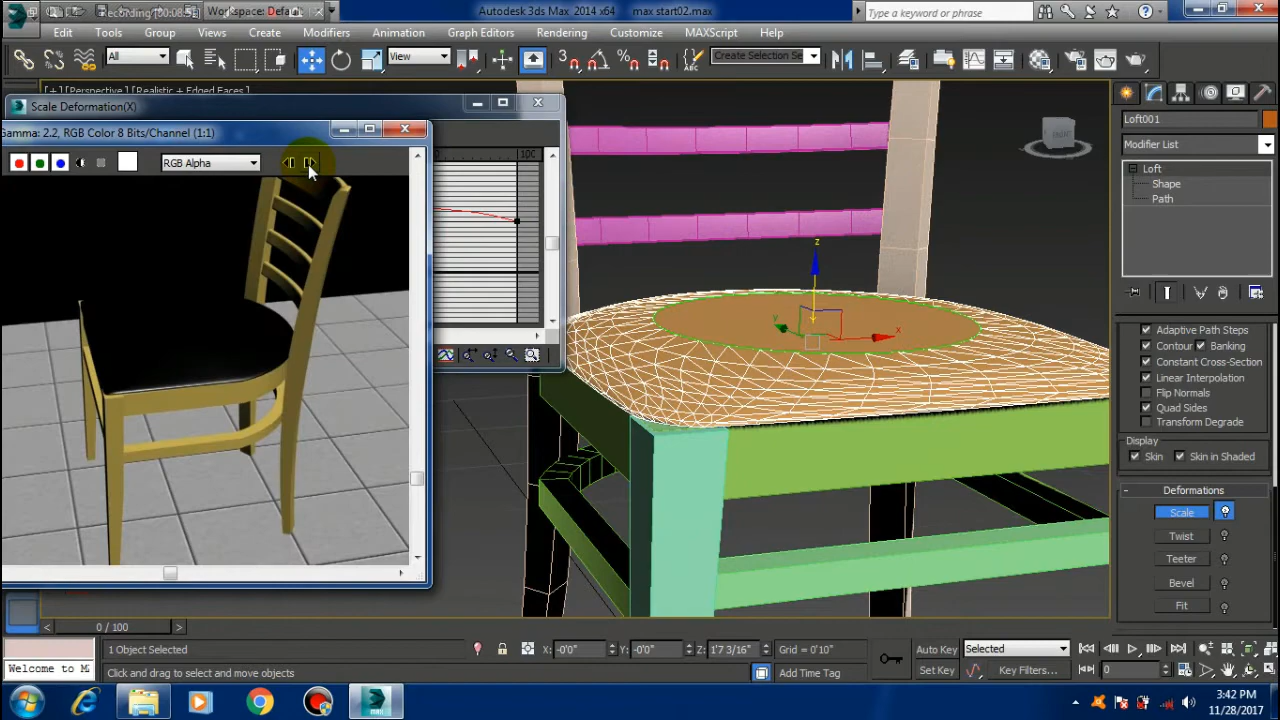 Recording
Workspace: Default
Autodesk 3ds Max 2014 x64 max start02.max
Type a keyword or phrase
Edit Tools Group Views Create Modifiers Animation Graph Editors Rendering Customize MAXScript Help
All View Create Selection Se
[ + ] [ Perspective ] [ Realistic + Edged Faces ]
Scale Deformation(X)
Gamma: 2.2, RGB Color 8 Bits/Channel (1:1)
RGB Alpha
100
z
y
x
Loft001
Modifier List
Loft
Shape
Path
Adaptive Path Steps
Contour Banking
Constant Cross-Section
Linear Interpolation
Flip Normals
Quad Sides
Transform Degrade
Display
Skin Skin in Shaded
- Deformations
Scale
Twist
Teeter
Bevel
Fit
< 0 / 100 >
1 Object Selected X: -0'0" Y: -0'0" Z: 1'7 3/16" Grid = 0'10" Auto Key Selected
Welcome to M Click and drag to select and move objects Add Time Tag Set Key Key Filters... 0
3:42 PM
11/28/2017